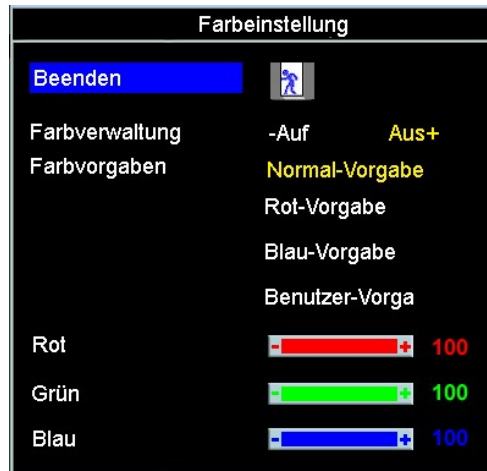 Farbeinstellung
Beenden
Farbverwaltung -Auf Aus+
Farbvorgaben Normal-Vorgabe
Rot-Vorgabe
Blau-Vorgabe
Benutzer-Vorga
Rot - + 100
Grün - + 100
Blau - + 100